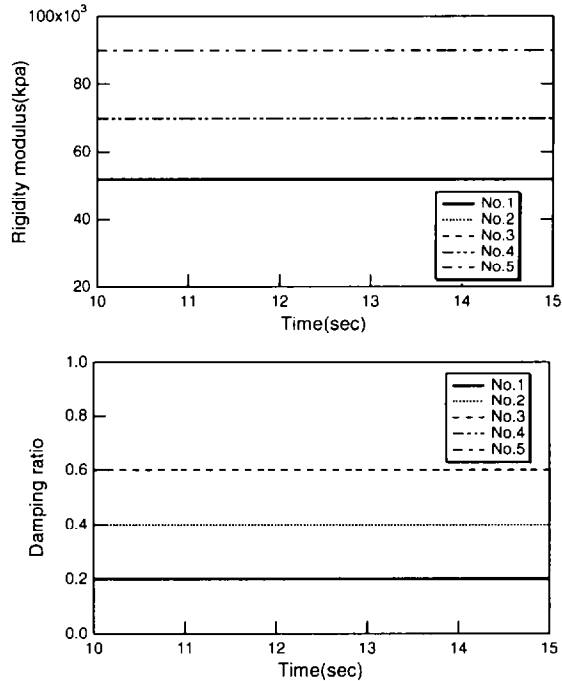 100x10³
80
60
40
20
Rigidity modulus(kpa)
No.1
No.2
No.3
No.4
No.5
10 11 12 13 14 15
Time(sec)
1.0
0.8
0.6
0.4
0.2
0.0
Damping ratio
No.1
No.2
No.3
No.4
No.5
10 11 12 13 14 15
Time(sec)